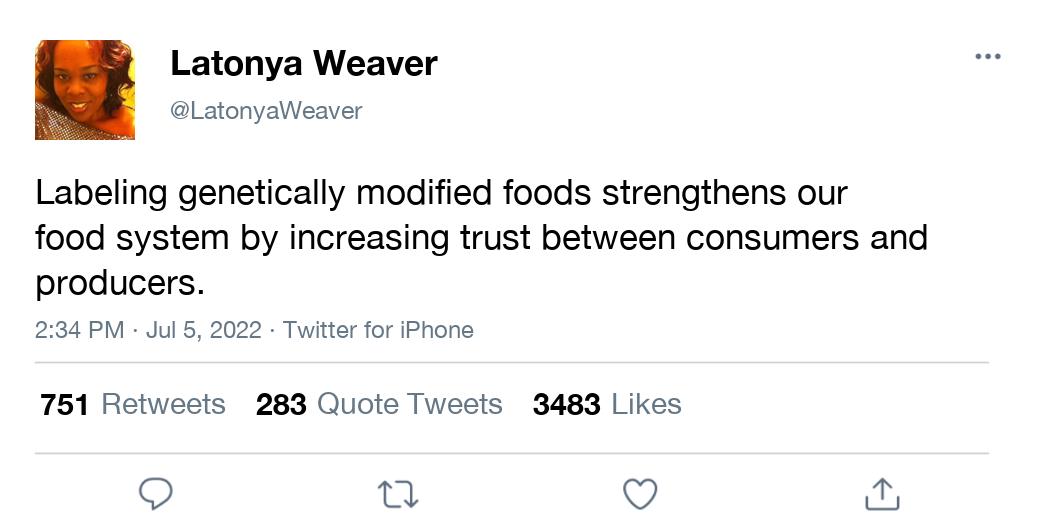 Latonya Weaver
@LatonyaWeaver
Labeling genetically modified foods strengthens our
food system by increasing trust between consumers and
producers.
2:34 PM · Jul 5, 2022 · Twitter for iPhone
751 Retweets 283 Quote Tweets 3483 Likes